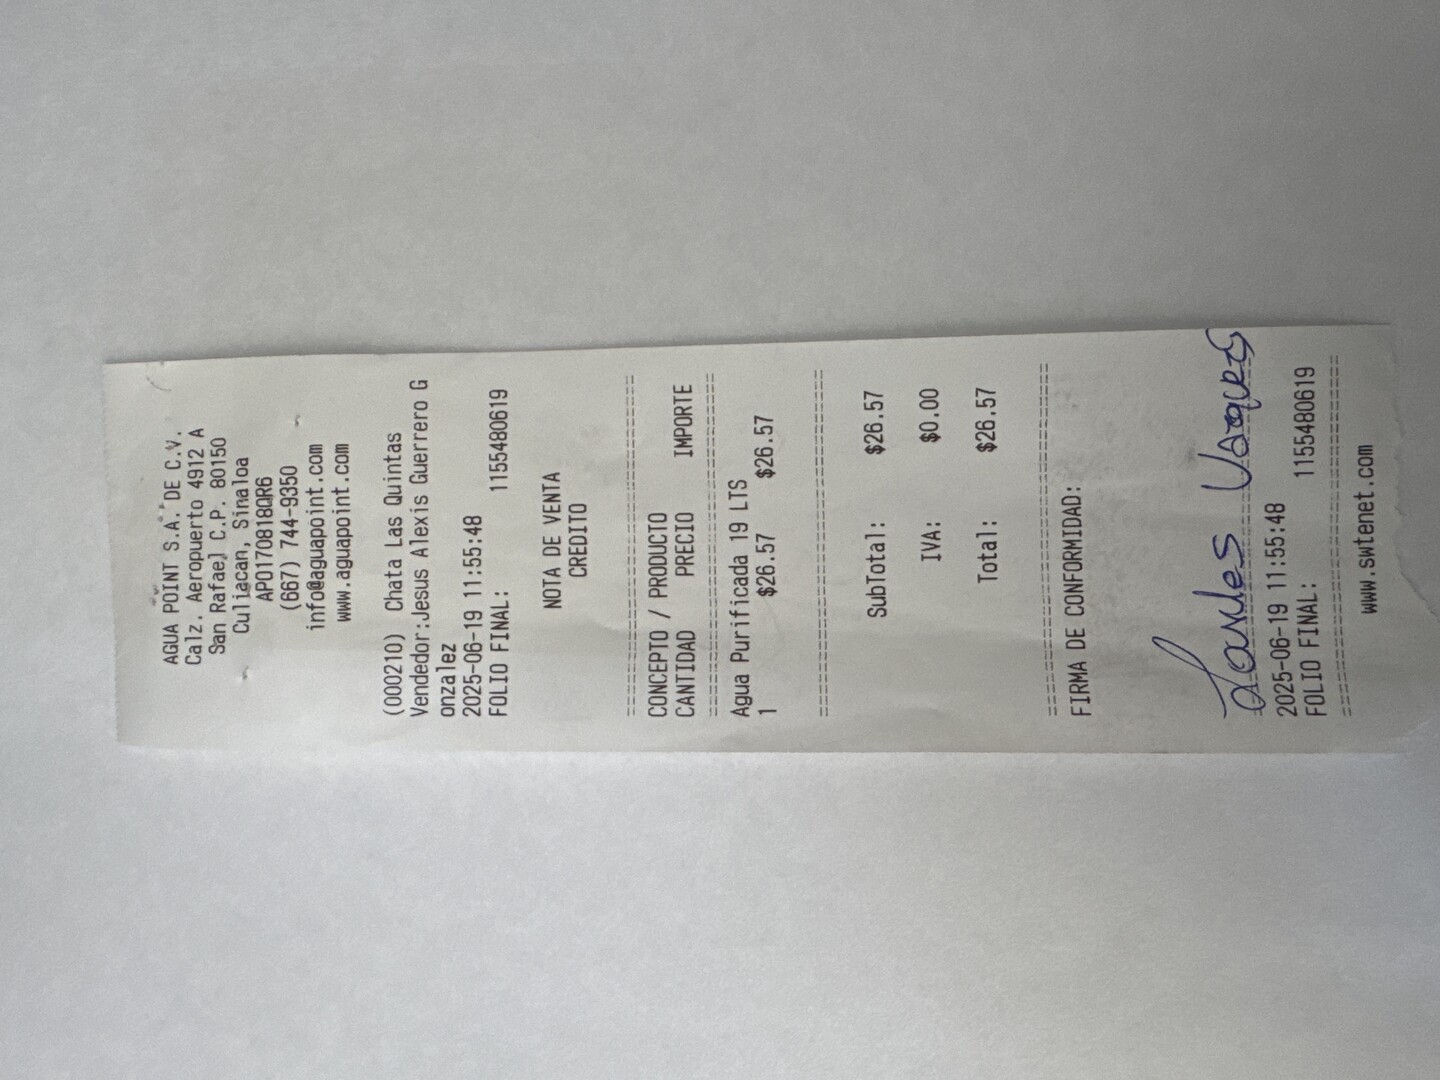 AGUA POINT S.A. DE C.V.
Calz. Aeropuerto 4912 A
San Rafael C.P. 80150
Culiacan, Sinaloa
APO170818QR6
(667) 744-9350
info@aguapoint.com
www.aguapoint.com
(000210) Chata Las Quintas
Vendedor:Jesus Alexis Guerrero G
onzalez
2025-06-19 11:55:48
FOLIO FINAL: 1155480619
NOTA DE VENTA
CREDITO
================================
CONCEPTO / PRODUCTO
CANTIDAD PRECIO IMPORTE
================================
Agua Purificada 19 LTS
1 $26.57 $26.57
================================
SubTotal: $26.57
IVA: $0.00
Total: $26.57
================================
FIRMA DE CONFORMIDAD:
2025-06-19 11:55:48
FOLIO FINAL: 1155480619
================================
www.swtenet.com